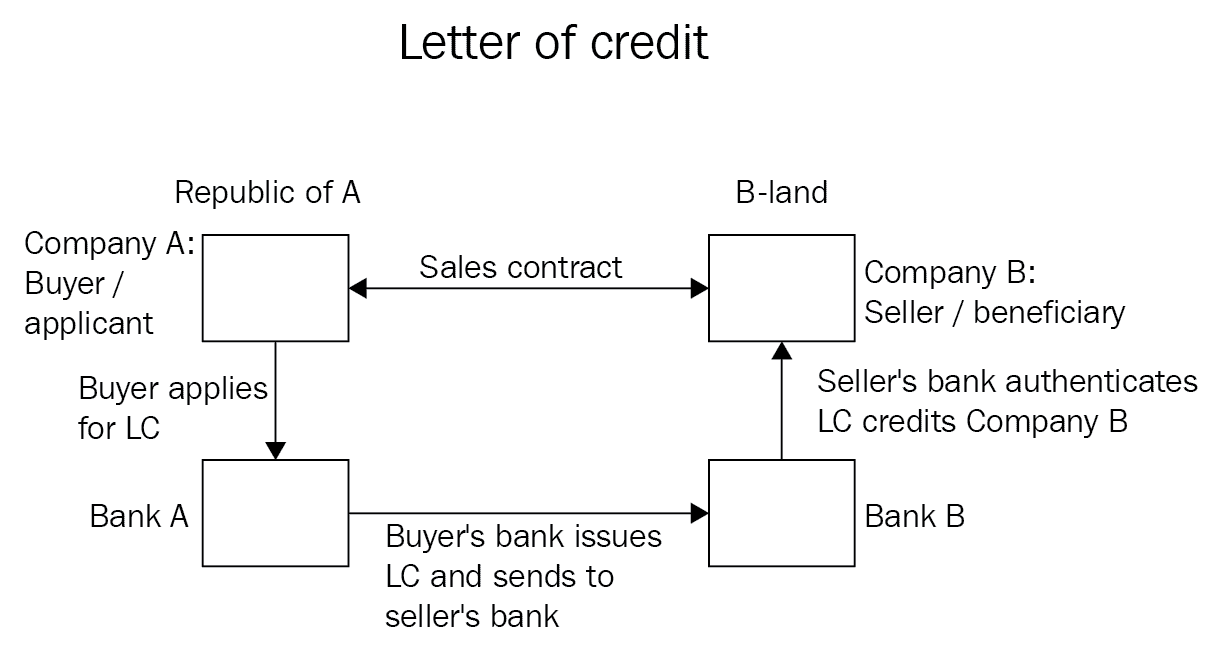 Letter of credit
Republic of A
B-land
Company A:
Buyer /
applicant
Sales contract
Company B:
Seller / beneficiary
Buyer applies
for LC
Seller's bank authenticates
LC credits Company B
Bank A
Buyer's bank issues
LC and sends to
seller's bank
Bank B